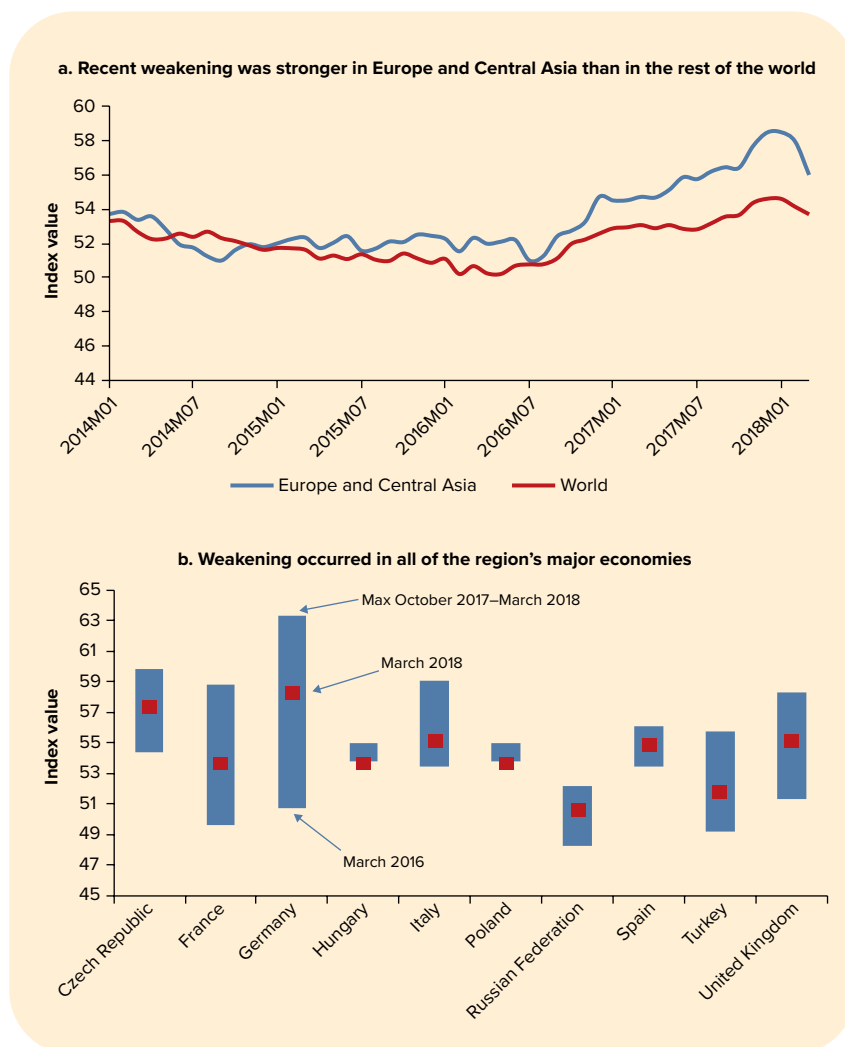 a. Recent weakening was stronger in Europe and Central Asia than in the rest of the world
60
58
56
54
52
50
48
46
44
Index value
2014M01
2014M07
2015M01
2015M07
2016M01
2016M07
2017M01
2017M07
2018M01
Europe and Central Asia
World
b. Weakening occurred in all of the region’s major economies
65
63
61
59
57
55
53
51
49
47
45
Index value
Max October 2017–March 2018
March 2018
March 2016
Czech Republic
France
Germany
Hungary
Italy
Poland
Russian Federation
Spain
Turkey
United Kingdom